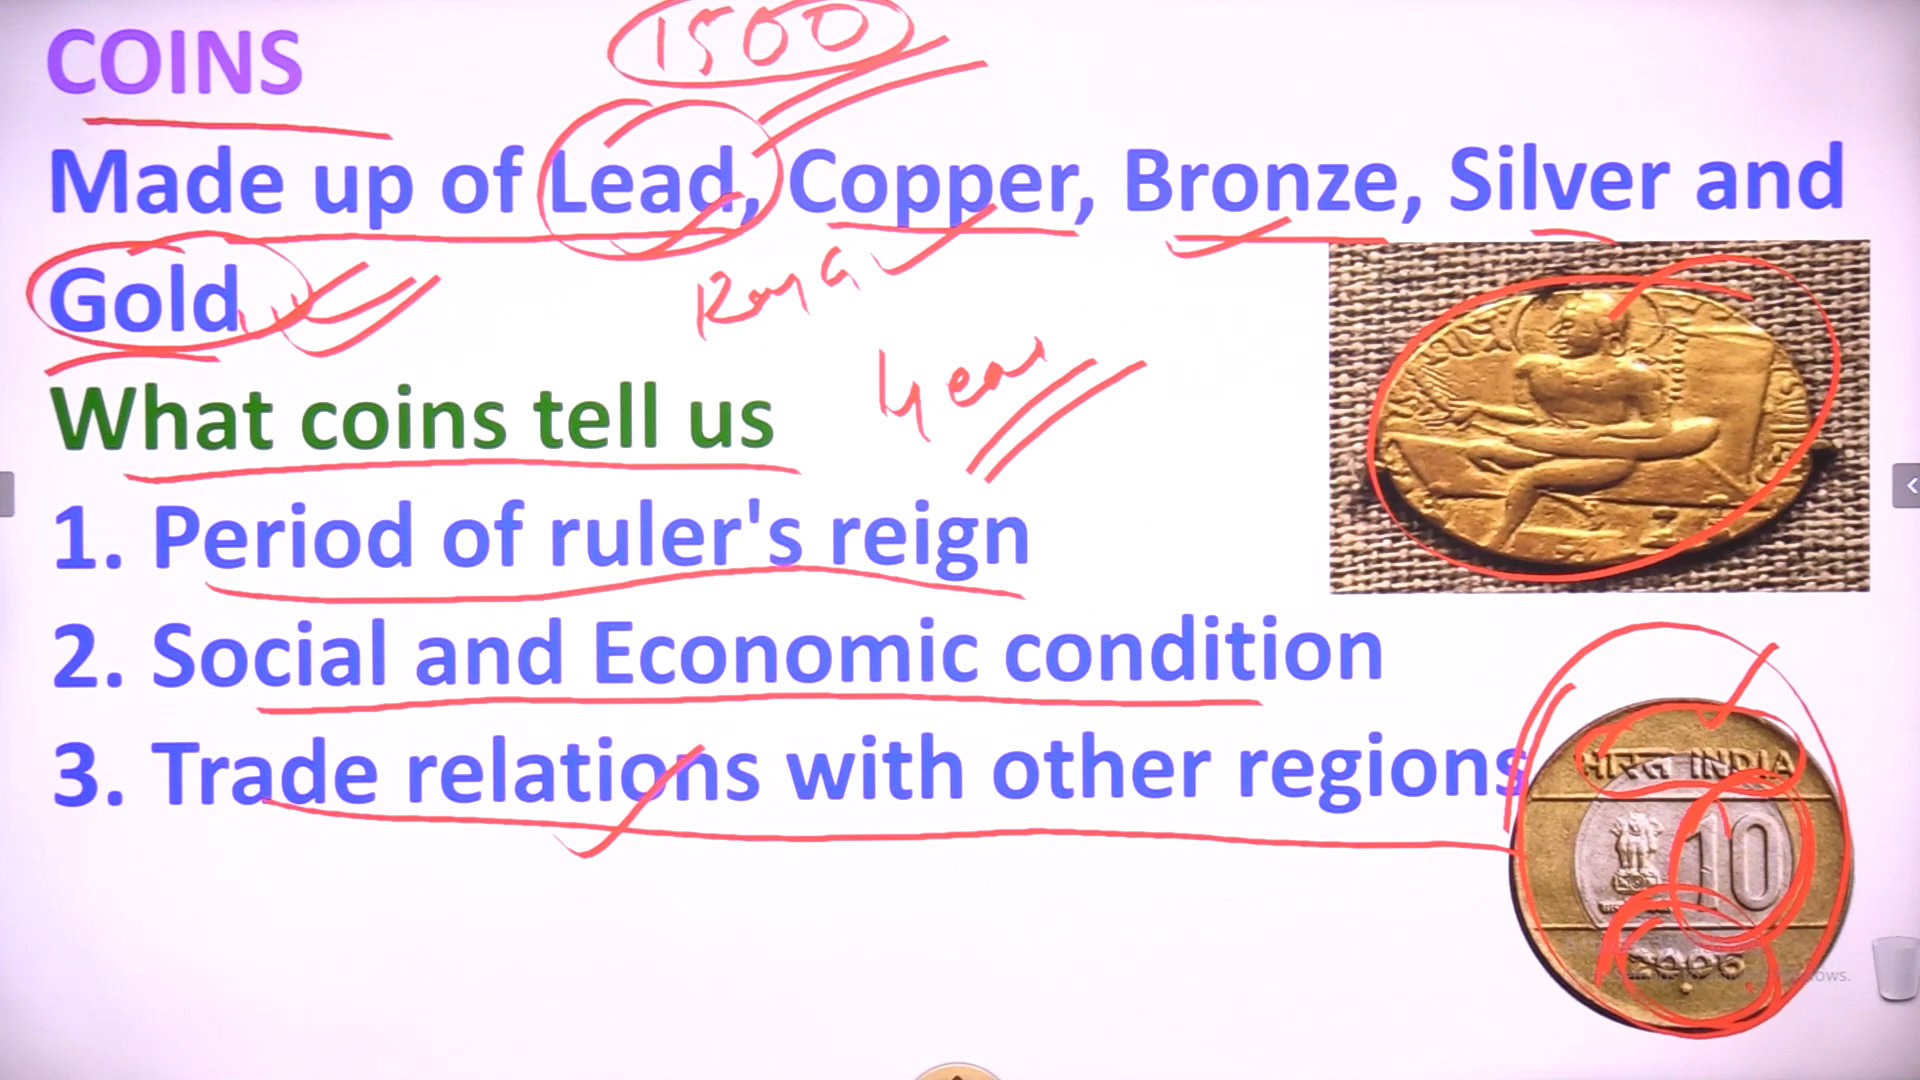 COINS
1500
Made up of Lead, Copper, Bronze, Silver and
Gold
Year
What coins tell us
1. Period of ruler's reign
2. Social and Economic condition
3. Trade relations with other regions
भारत INDIA
10